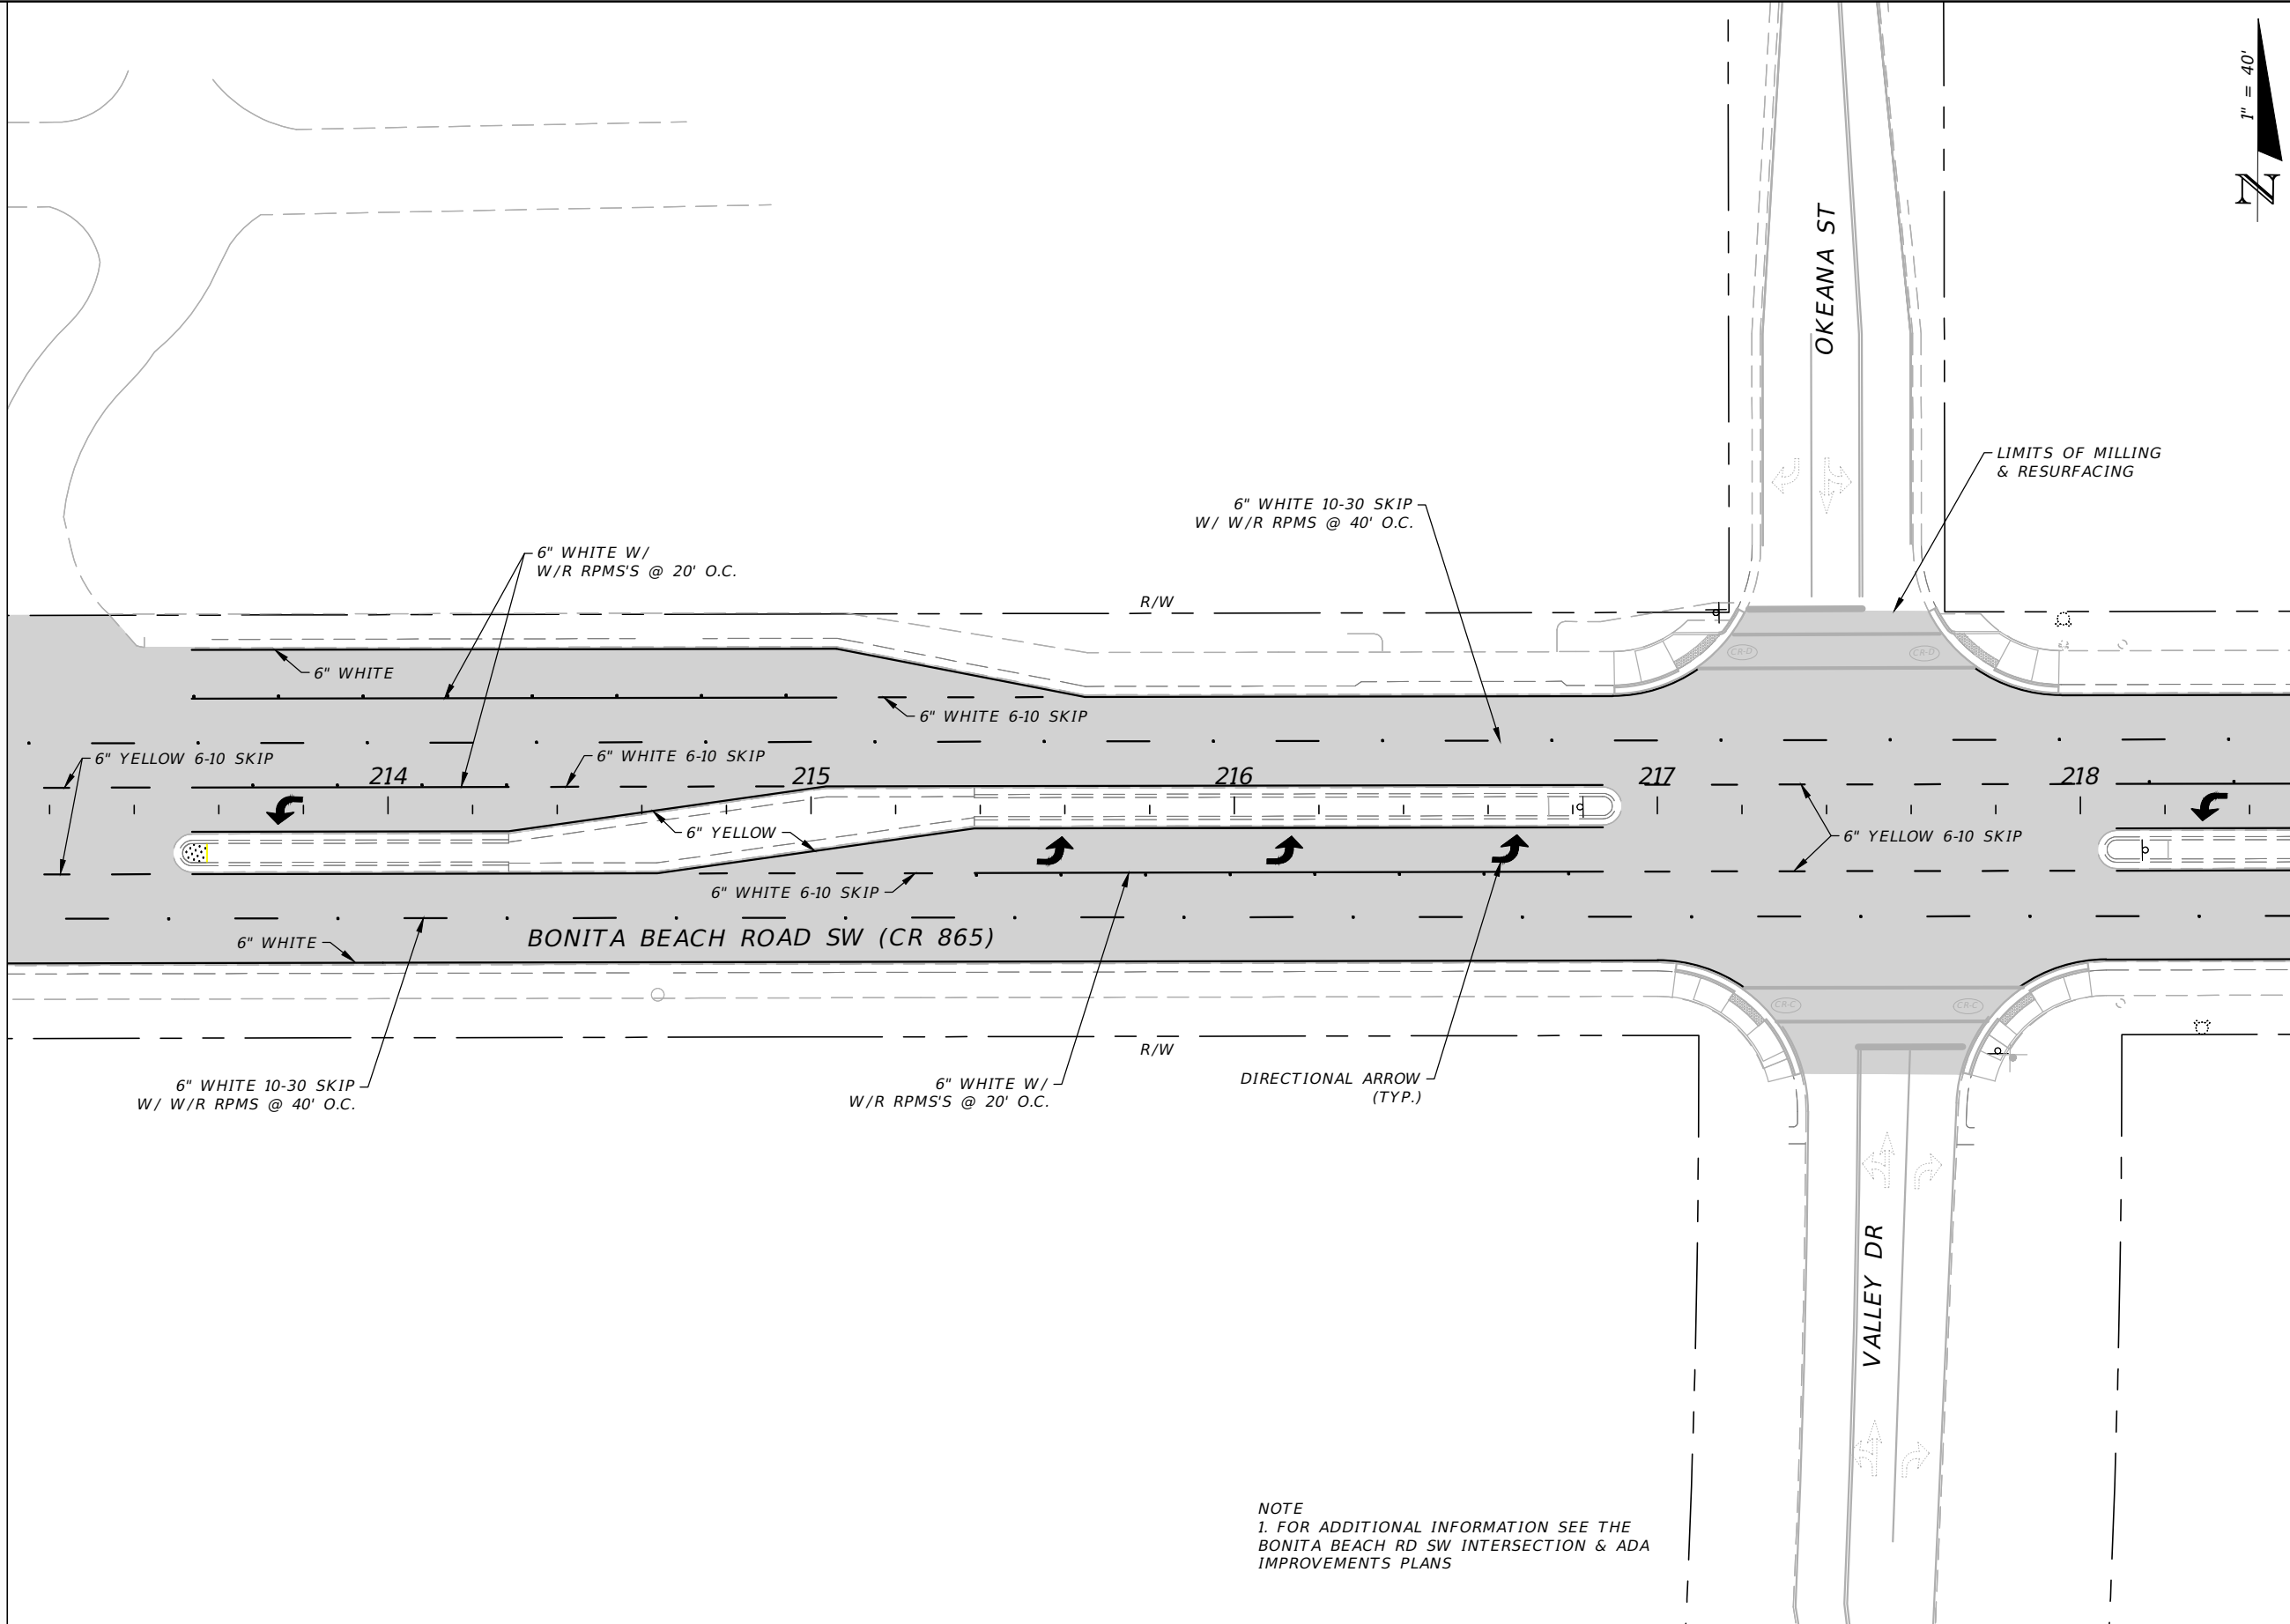 1" = 40'
N
OKEANA ST
LIMITS OF MILLING
& RESURFACING
6" WHITE 10-30 SKIP
W/ W/R RPMS @ 40' O.C.
6" WHITE W/
W/R RPMS'S @ 20' O.C.
R/W
CR-D
CR-D
6" WHITE
6" WHITE 6-10 SKIP
6" YELLOW 6-10 SKIP
6" WHITE 6-10 SKIP
214
215
216
217
218
6" YELLOW
6" YELLOW 6-10 SKIP
6" WHITE 6-10 SKIP
6" WHITE
BONITA BEACH ROAD SW (CR 865)
CR-C
CR-C
R/W
6" WHITE 10-30 SKIP
W/ W/R RPMS @ 40' O.C.
6" WHITE W/
W/R RPMS'S @ 20' O.C.
DIRECTIONAL ARROW
(TYP.)
VALLEY DR
NOTE
1. FOR ADDITIONAL INFORMATION SEE THE
BONITA BEACH RD SW INTERSECTION & ADA
IMPROVEMENTS PLANS